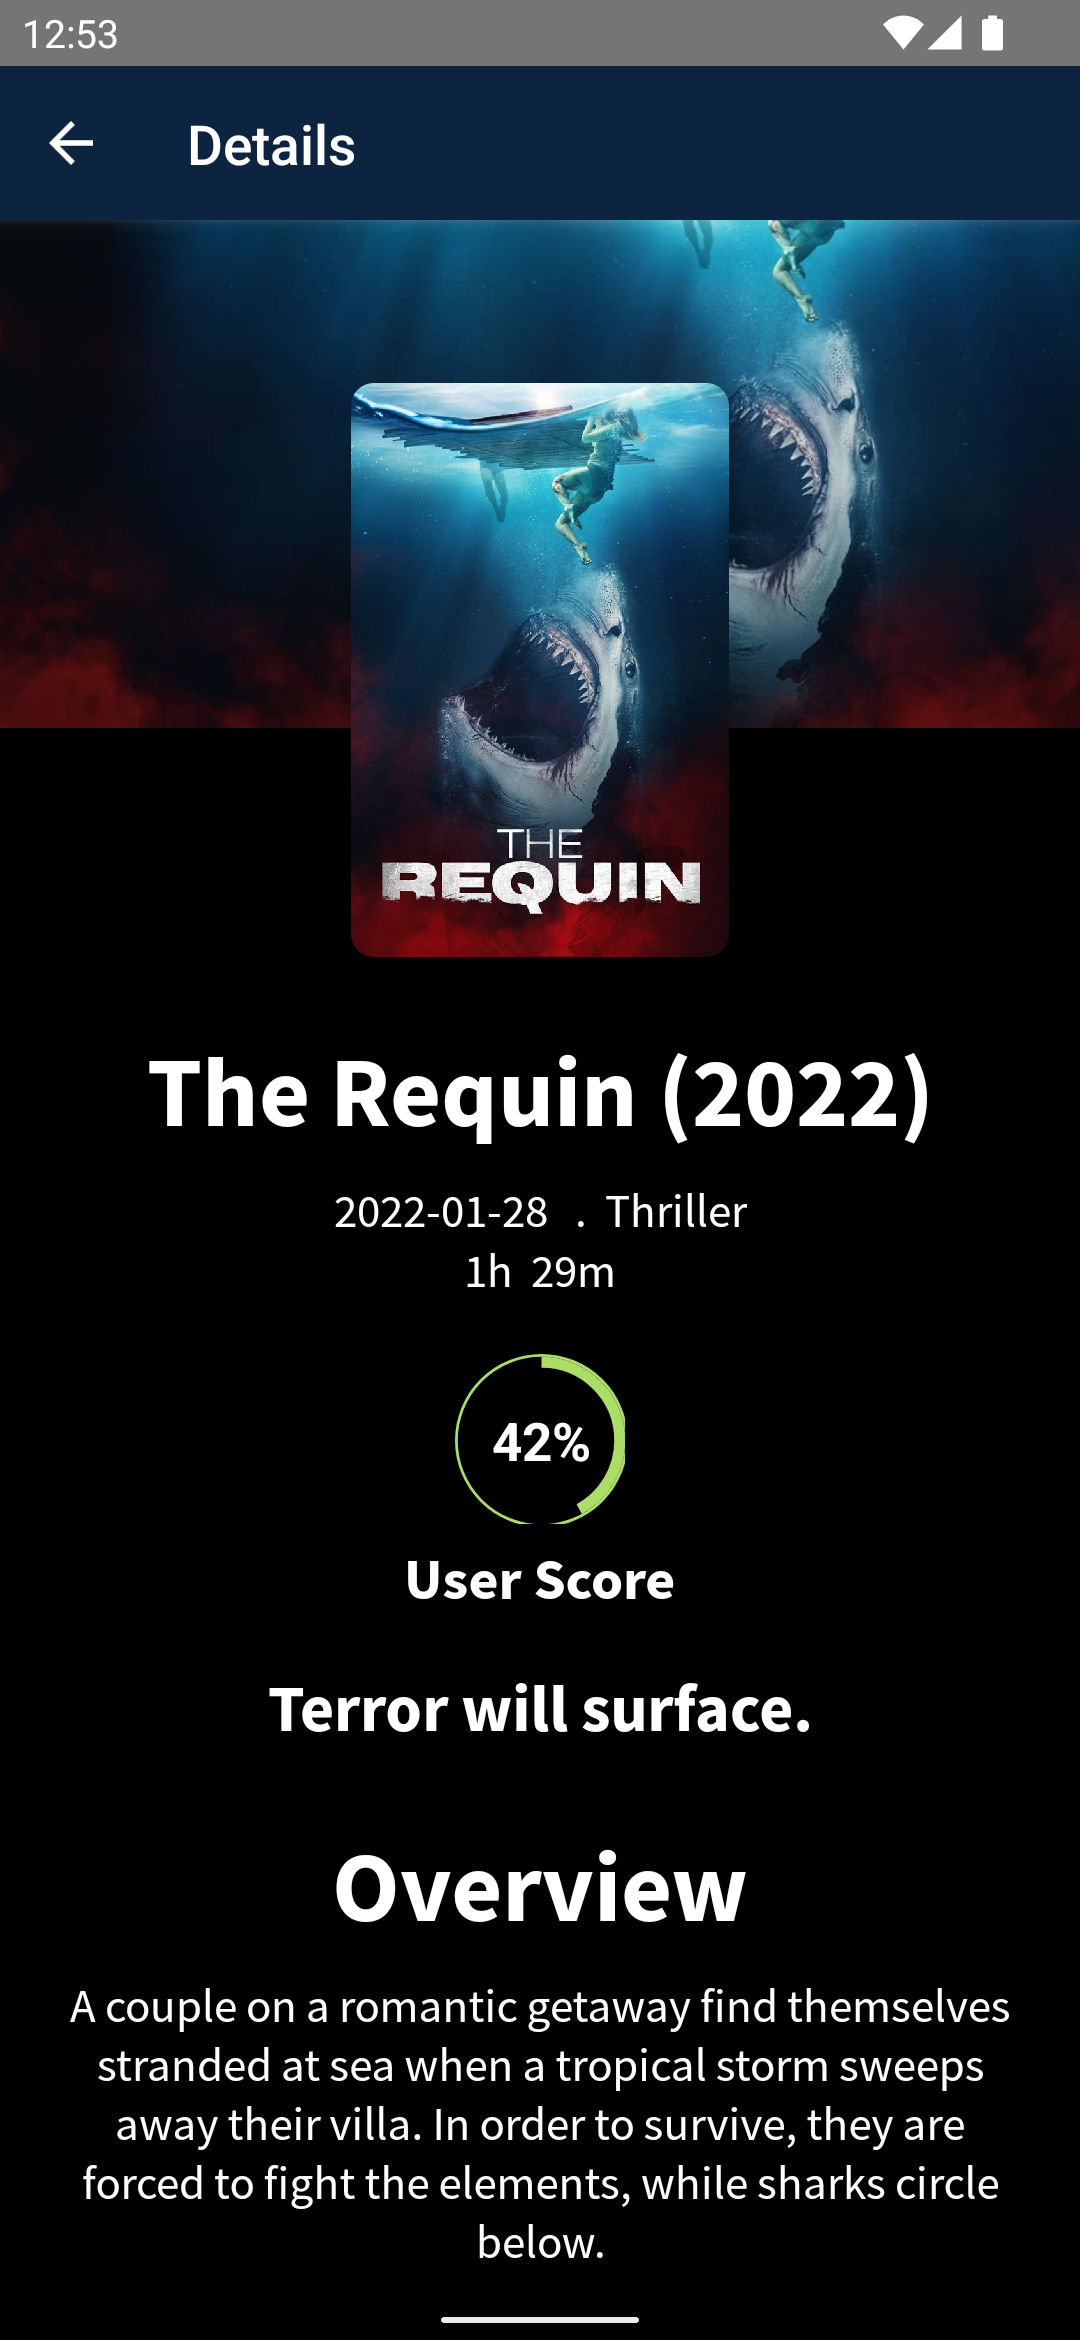 12:53
Details
THE
REQUIN
The Requin (2022)
2022-01-28 . Thriller
1h 29m
42%
User Score
Terror will surface.
Overview
A couple on a romantic getaway find themselves
stranded at sea when a tropical storm sweeps
away their villa. In order to survive, they are
forced to fight the elements, while sharks circle
below.